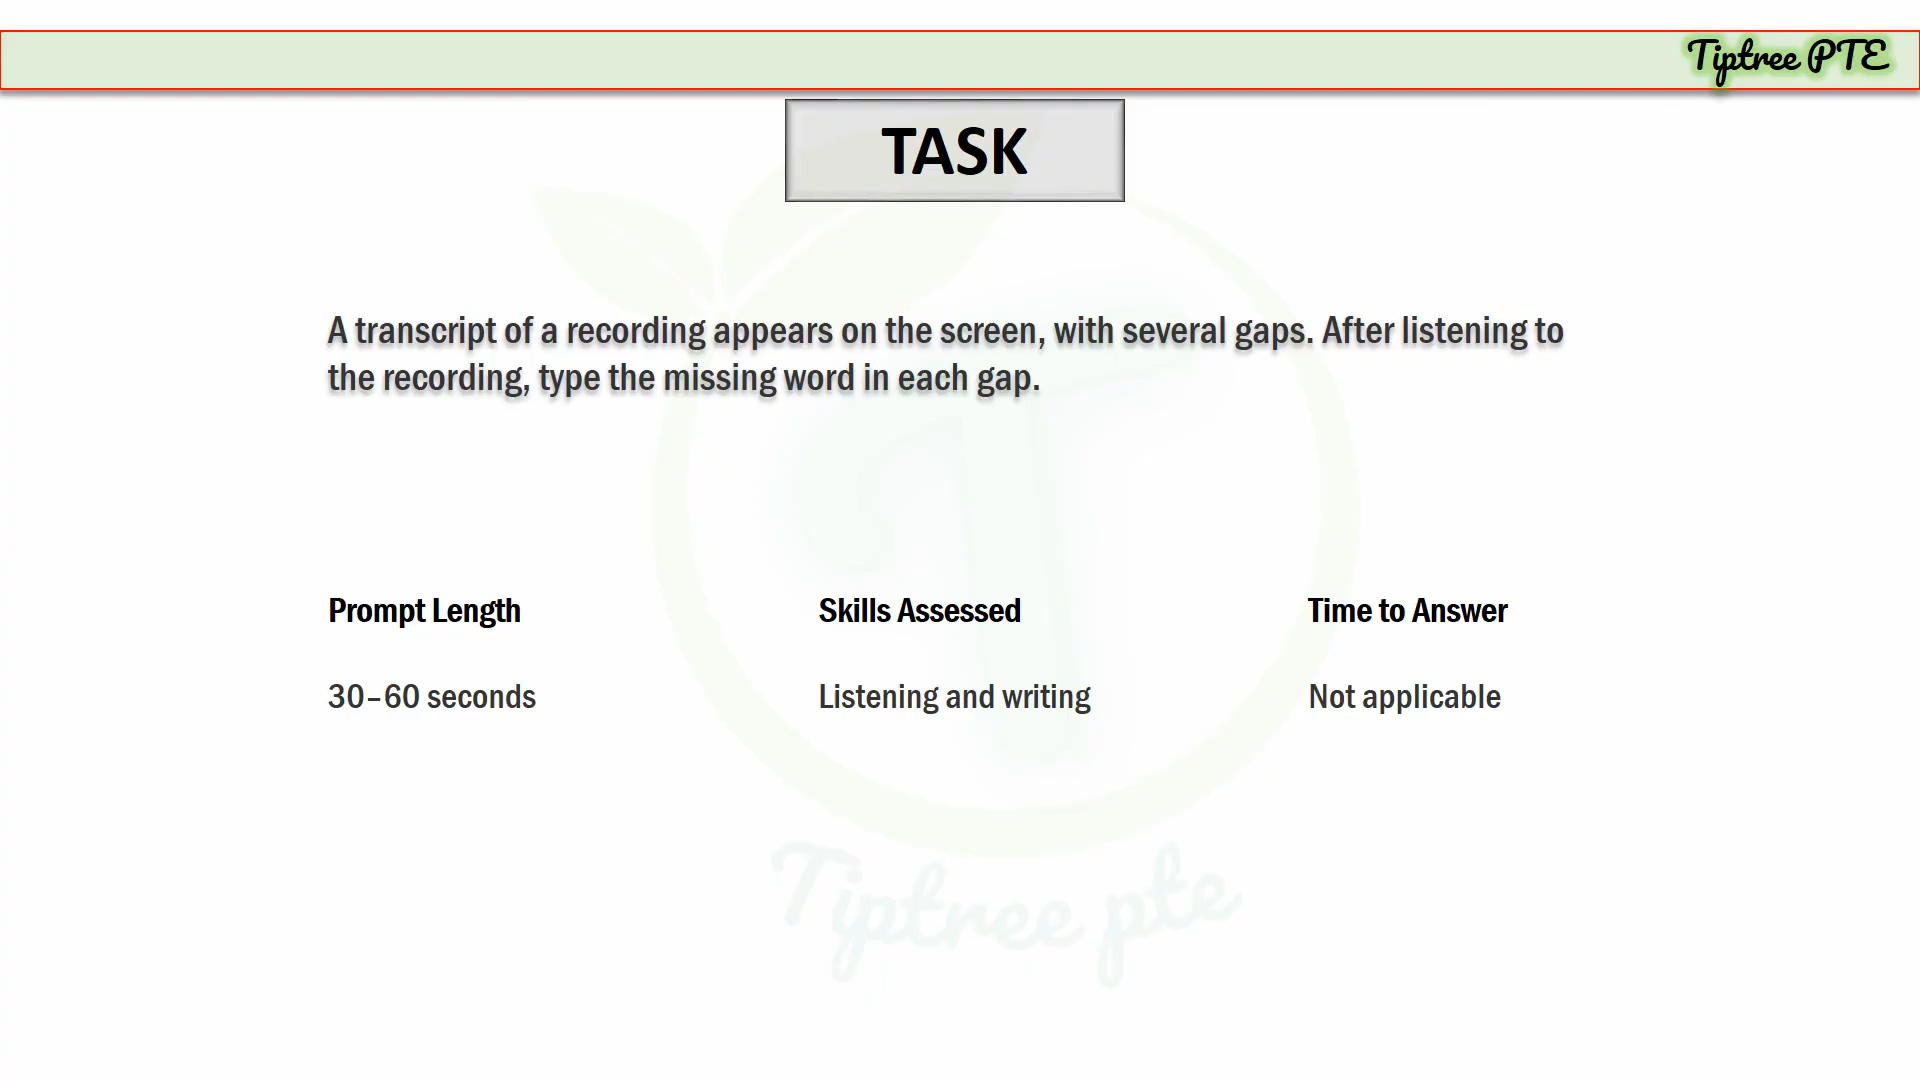 Tiptree PTE
TASK
A transcript of a recording appears on the screen, with several gaps. After listening to
the recording, type the missing word in each gap.
Prompt Length
Skills Assessed
Time to Answer
30–60 seconds
Listening and writing
Not applicable
Tiptree pte